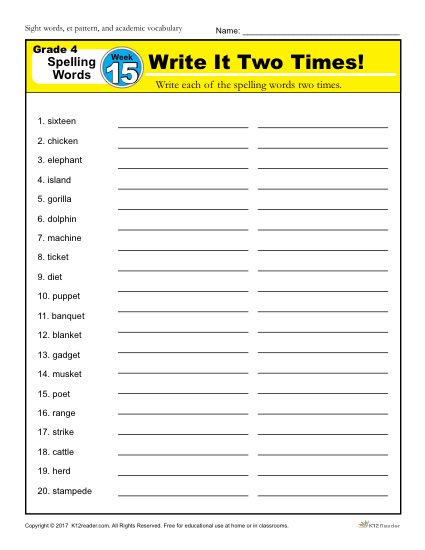 Sight words, et pattern, and academic vocabulary
Name:
Grade 4
Spelling
Words
Week
15
Write It Two Times!
Write each of the spelling words two times.
1. sixteen
2. chicken
3. elephant
4. island
5. gorilla
6. dolphin
7. machine
8. ticket
9. diet
10. puppet
11. banquet
12. blanket
13. gadget
14. musket
15. poet
16. range
17. strike
18. cattle
19. herd
20. stampede
Copyright © 2017 K12reader.com. All Rights Reserved. Free for educational use at home or in classrooms.
K12Reader